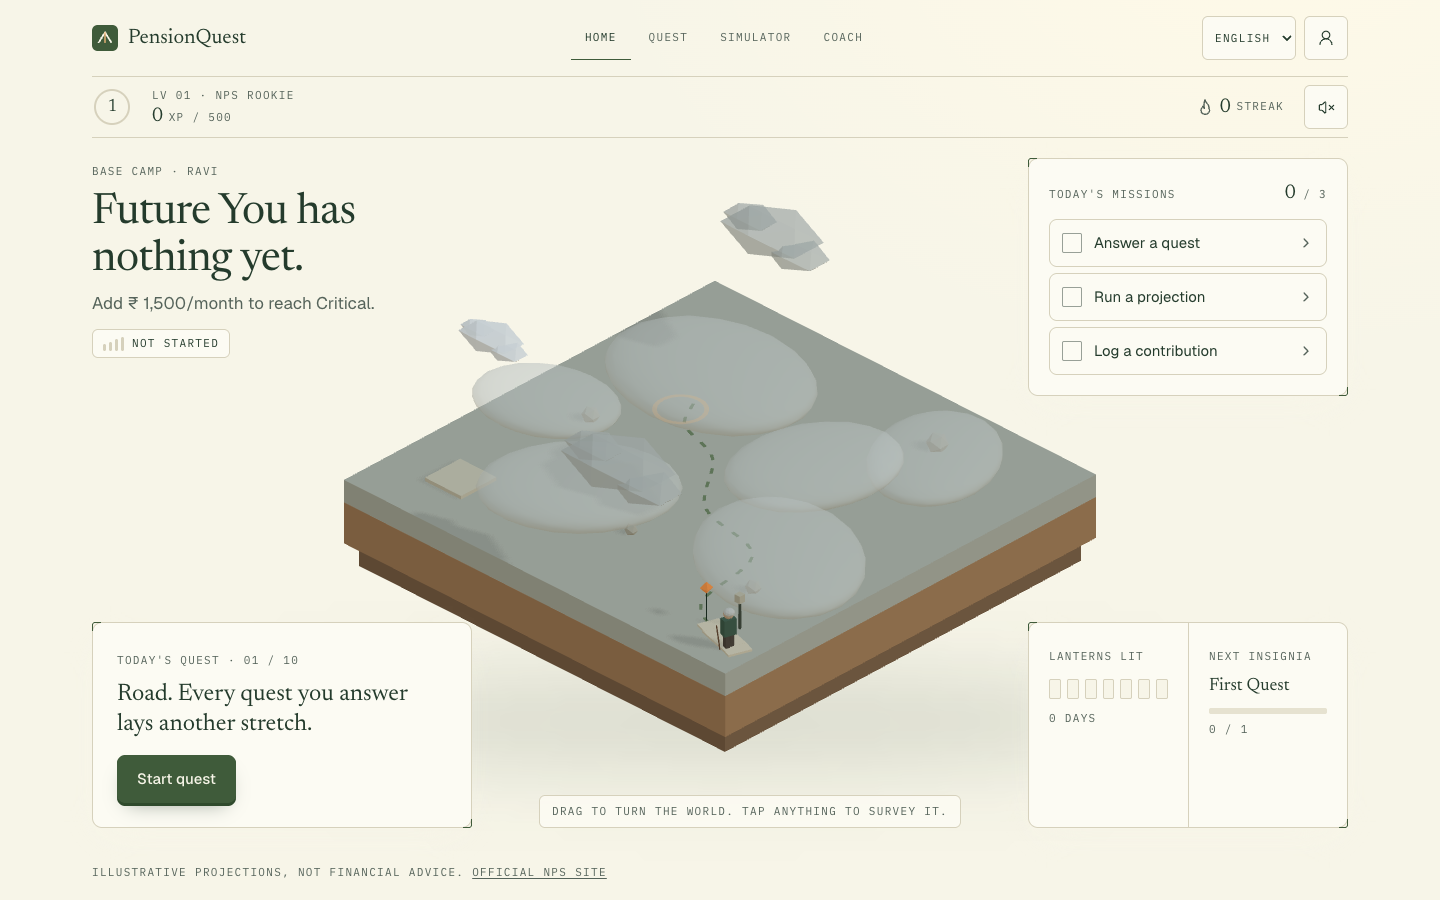 PensionQuest
HOME
QUEST
SIMULATOR
COACH
ENGLISH
1
LV 01 · NPS ROOKIE
0 XP / 500
0 STREAK
BASE CAMP · RAVI
Future You has
nothing yet.
Add ₹ 1,500/month to reach Critical.
NOT STARTED
TODAY'S MISSIONS
0 / 3
Answer a quest
Run a projection
Log a contribution
TODAY'S QUEST · 01 / 10
Road. Every quest you answer
lays another stretch.
Start quest
DRAG TO TURN THE WORLD. TAP ANYTHING TO SURVEY IT.
LANTERNS LIT
0 DAYS
NEXT INSIGNIA
First Quest
0 / 1
ILLUSTRATIVE PROJECTIONS, NOT FINANCIAL ADVICE. OFFICIAL NPS SITE